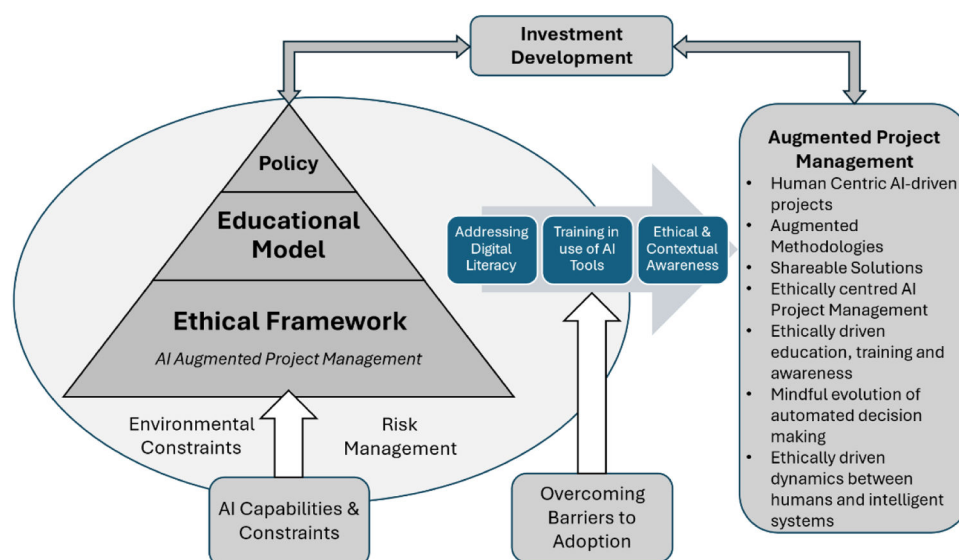 Investment
Development
Policy
Educational
Model
Ethical Framework
AI Augmented Project Management
Environmental
Constraints
Risk
Management
AI Capabilities &
Constraints
Addressing
Digital
Literacy
Training in
use of AI
Tools
Ethical &
Contextual
Awareness
Overcoming
Barriers to
Adoption
Augmented Project
Management
• Human Centric AI-driven
projects
• Augmented
Methodologies
• Shareable Solutions
• Ethically centred AI
Project Management
• Ethically driven
education, training and
awareness
• Mindful evolution of
automated decision
making
• Ethically driven
dynamics between
humans and intelligent
systems